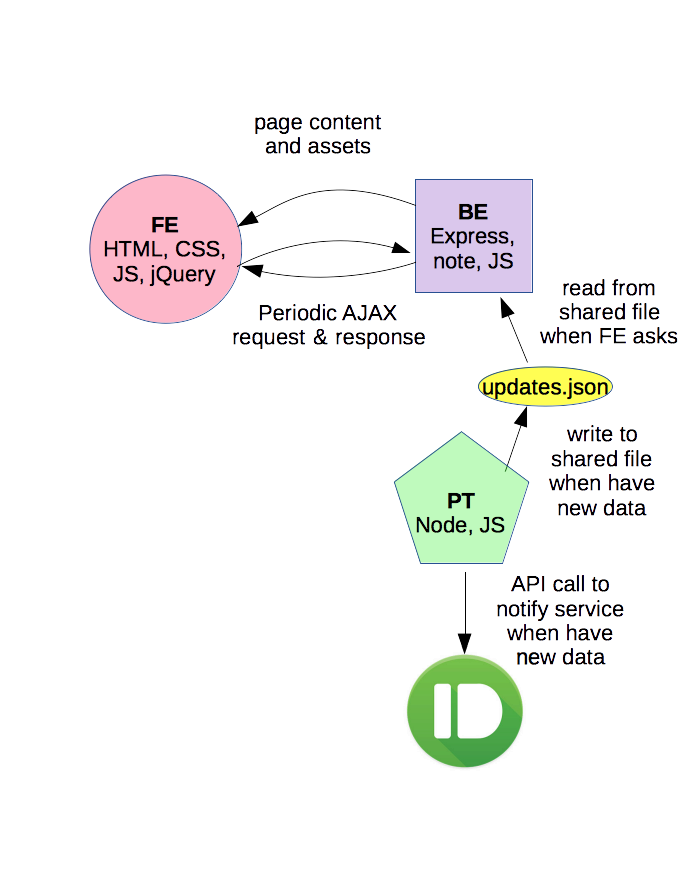 page content
and assets
FE
HTML, CSS,
JS, jQuery
BE
Express,
note, JS
Periodic AJAX
request & response
read from
shared file
when FE asks
updates.json
write to
shared file
when have
new data
PT
Node, JS
API call to
notify service
when have
new data